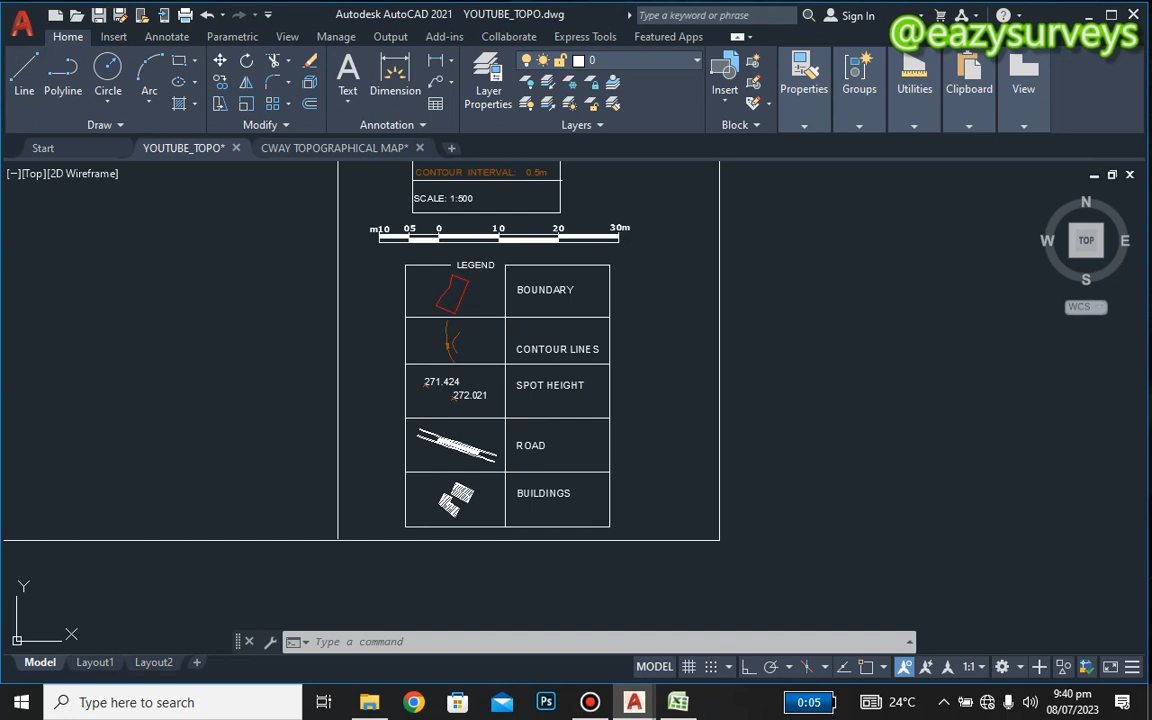 Autodesk AutoCAD 2021 YOUTUBE_TOPO.dwg
Type a keyword or phrase
Sign In
@eazysurveys
Home Insert Annotate Parametric View Manage Output Add-ins Collaborate Express Tools Featured Apps
Line Polyline Circle Arc
Text Dimension
Layer Properties
0
Insert
Properties Groups Utilities Clipboard View
Draw Modify Annotation Layers Block
Start YOUTUBE_TOPO* CWAY TOPOGRAPHICAL MAP*
[−][Top][2D Wireframe]
CONTOUR INTERVAL: 0.5m
SCALE: 1:500
m10 05 0 10 20 30m
LEGEND
BOUNDARY
CONTOUR LINES
271.424
272.021
SPOT HEIGHT
ROAD
BUILDINGS
N
W TOP E
S
WCS
Y
X
Type a command
Model Layout1 Layout2
MODEL 1:1
Type here to search
Ps
0:05
24°C
9:40 pm
08/07/2023